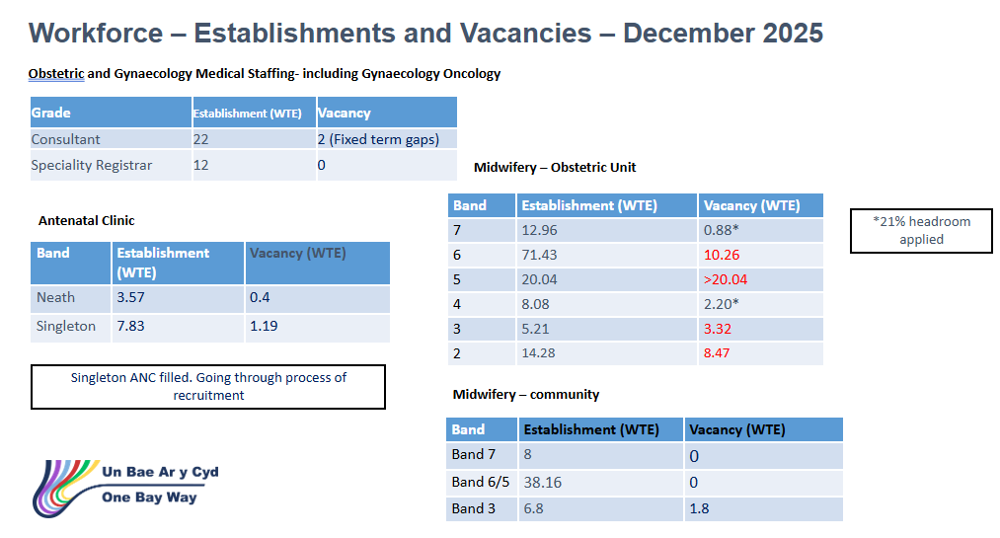 Workforce – Establishments and Vacancies – December 2025
Obstetric and Gynaecology Medical Staffing- including Gynaecology Oncology
Grade Establishment (WTE) Vacancy
Consultant 22 2 (Fixed term gaps)
Speciality Registrar 12 0
Antenatal Clinic
Band Establishment (WTE) Vacancy (WTE)
Neath 3.57 0.4
Singleton 7.83 1.19
Singleton ANC filled. Going through process of
recruitment
Midwifery – Obstetric Unit
Band Establishment (WTE) Vacancy (WTE)
7 12.96 0.88*
6 71.43 10.26
5 20.04 >20.04
4 8.08 2.20*
3 5.21 3.32
2 14.28 8.47
*21% headroom
applied
Midwifery – community
Band Establishment (WTE) Vacancy (WTE)
Band 7 8 0
Band 6/5 38.16 0
Band 3 6.8 1.8
Un Bae Ar y Cyd
One Bay Way